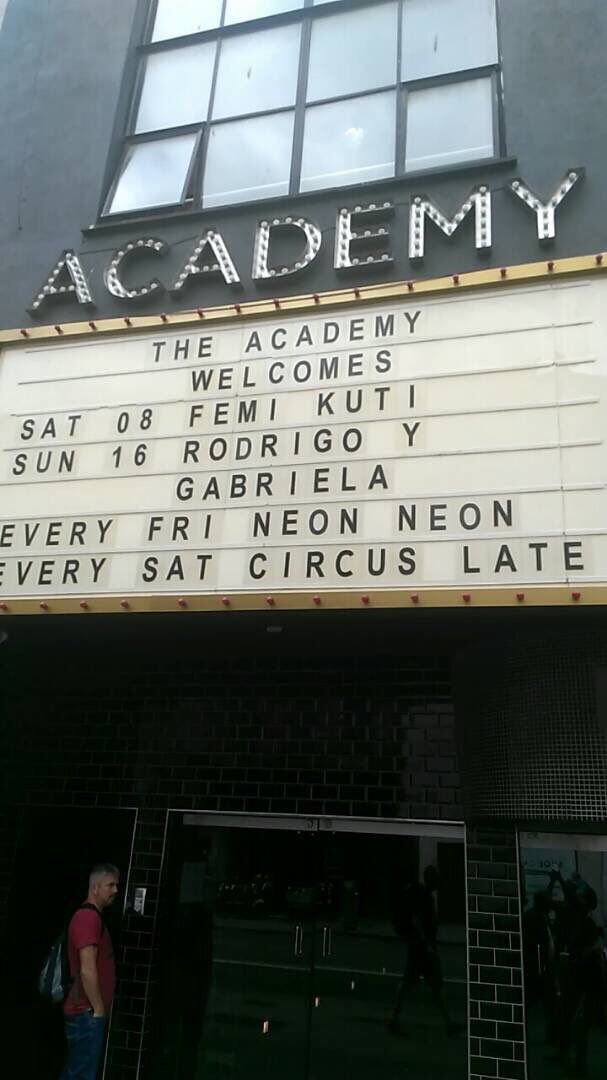 ACADEMY
THE ACADEMY
WELCOMES
SAT 08 FEMI KUTI
SUN 16 RODRIGO Y
GABRIELA
EVERY FRI NEON NEON
EVERY SAT CIRCUS LATE